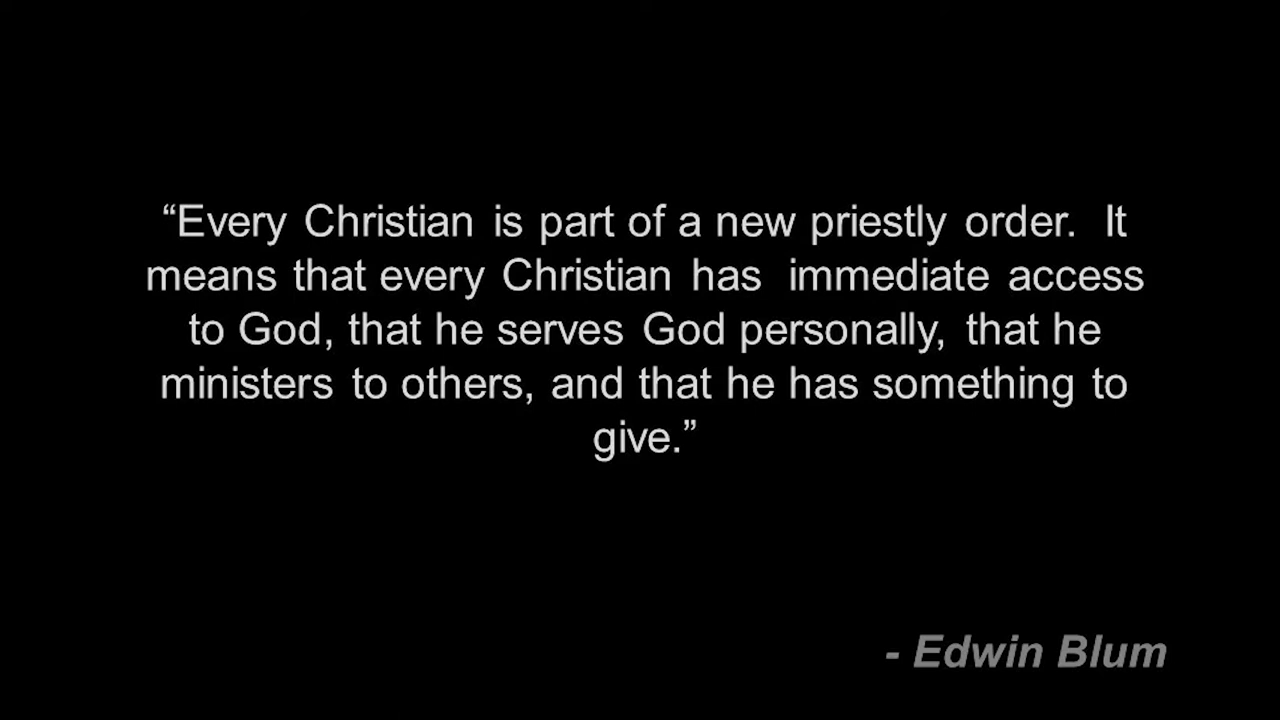 “Every Christian is part of a new priestly order.  It
means that every Christian has  immediate access
to God, that he serves God personally, that he
ministers to others, and that he has something to
give.”
- Edwin Blum